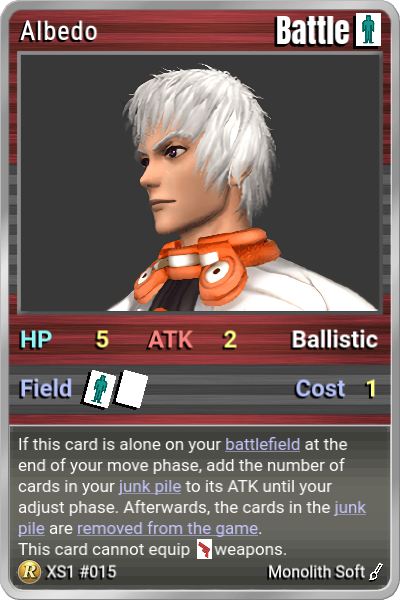 Albedo Battle
HP 5 ATK 2 Ballistic
Field Cost 1
If this card is alone on your battlefield at the
end of your move phase, add the number of
cards in your junk pile to its ATK until your
adjust phase. Afterwards, the cards in the junk
pile are removed from the game.
This card cannot equip weapons.
R XS1 #015 Monolith Soft